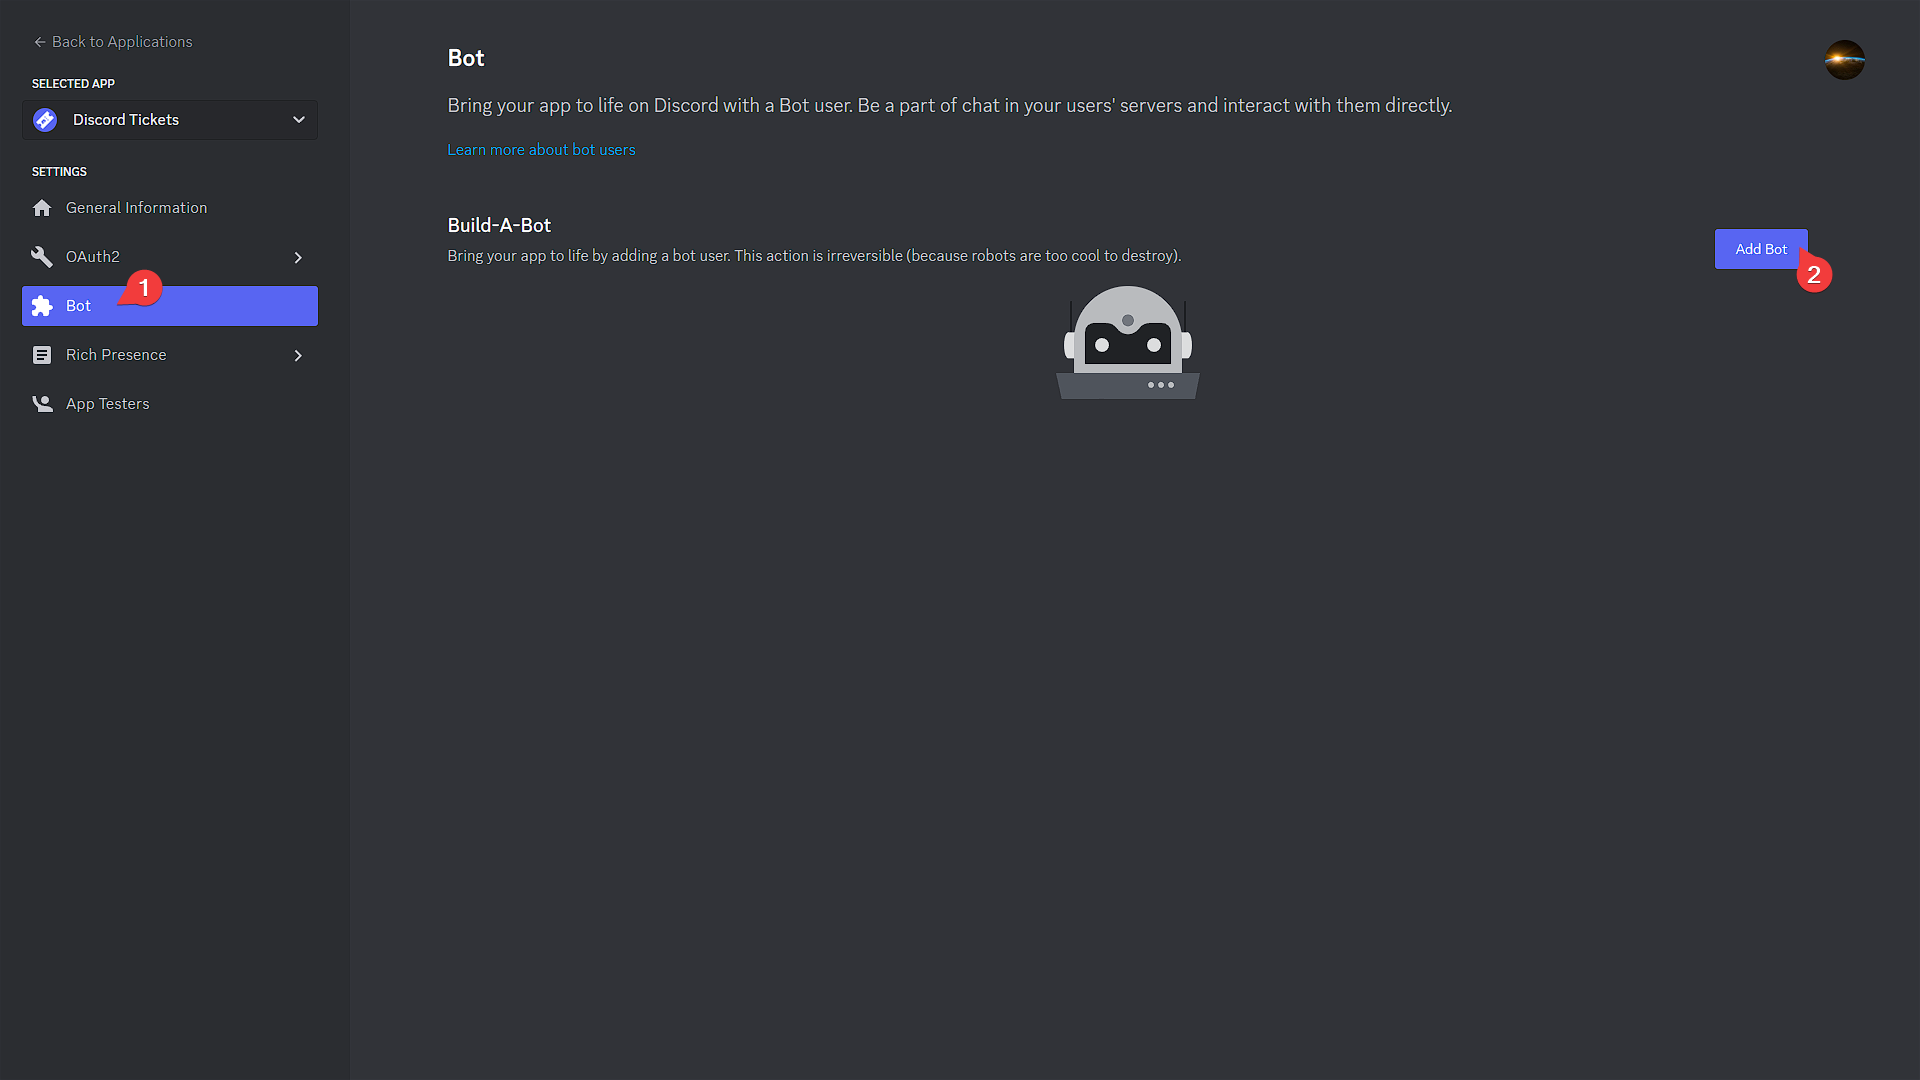 Back to Applications
SELECTED APP
Discord Tickets
SETTINGS
General Information
OAuth2
1
Bot
Rich Presence
App Testers
Bot
Bring your app to life on Discord with a Bot user. Be a part of chat in your users' servers and interact with them directly.
Learn more about bot users
Build-A-Bot
Bring your app to life by adding a bot user. This action is irreversible (because robots are too cool to destroy).
Add Bot
2